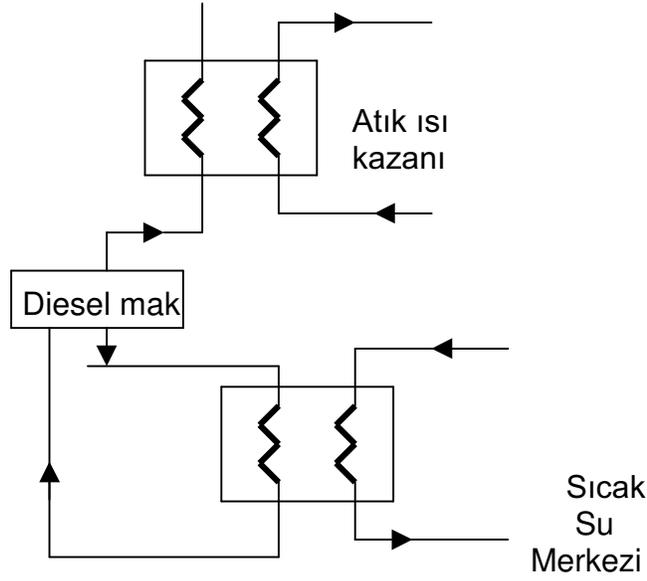 Atık ısı
kazanı
Diesel mak
Sıcak
Su
Merkezi